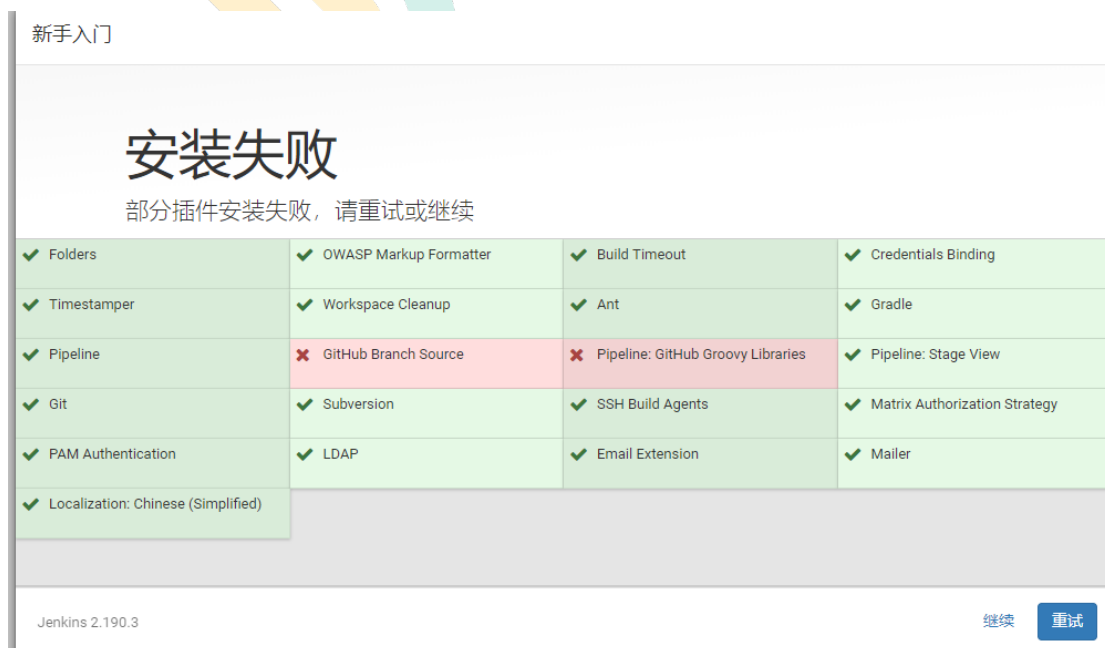 新手入门
安装失败
部分插件安装失败，请重试或继续
Folders
OWASP Markup Formatter
Build Timeout
Credentials Binding
Timestamper
Workspace Cleanup
Ant
Gradle
Pipeline
GitHub Branch Source
Pipeline: GitHub Groovy Libraries
Pipeline: Stage View
Git
Subversion
SSH Build Agents
Matrix Authorization Strategy
PAM Authentication
LDAP
Email Extension
Mailer
Localization: Chinese (Simplified)
Jenkins 2.190.3
继续
重试